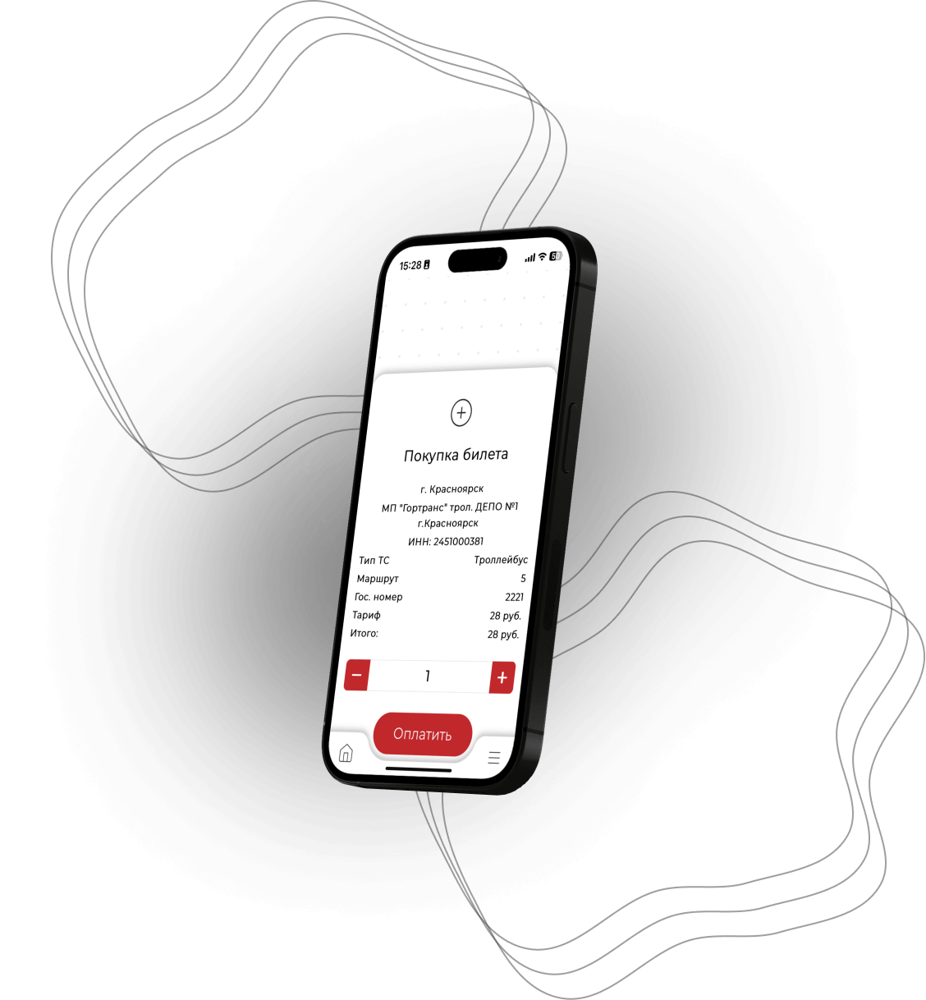 15:28
50
Покупка билета
г. Красноярск
МП "Гортранс" трол. ДЕПО №1
г.Красноярск
ИНН: 2451000381
Тип ТС Троллейбус
Маршрут 5
Гос. номер 2221
Тариф 28 руб.
Итого: 28 руб.
− 1 +
Оплатить